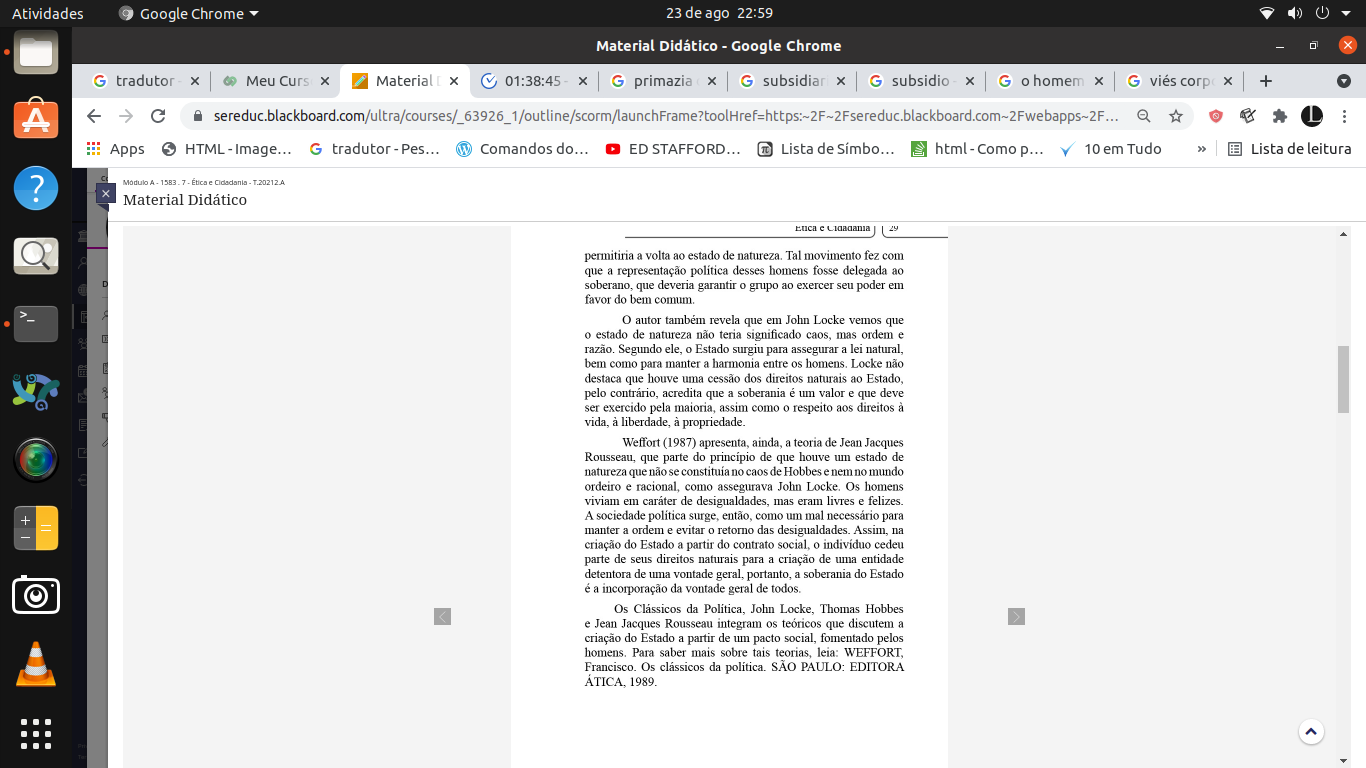 Atividades
Google Chrome
23 de ago 22:59
Material Didático - Google Chrome
tradutor -
Meu Curs
Material D
01:38:45 -
primazia
subsidiar
subsidio -
o homem
viés corpo
sereduc.blackboard.com/ultra/courses/_63926_1/outline/scorm/launchFrame?toolHref=https:~2F~2Fsereduc.blackboard.com~2Fwebapps~2F...
Apps
HTML - Image...
tradutor - Pes...
Comandos do...
ED STAFFORD...
Lista de Símbo...
html - Como p...
10 em Tudo
»
Lista de leitura
Módulo A - 1583 . 7 - Ética e Cidadania - T.20212.A
Material Didático
Ética e Cidadania 29
permitiria a volta ao estado de natureza. Tal movimento fez com
que a representação política desses homens fosse delegada ao
soberano, que deveria garantir o grupo ao exercer seu poder em
favor do bem comum.
O autor também revela que em John Locke vemos que
o estado de natureza não teria significado caos, mas ordem e
razão. Segundo ele, o Estado surgiu para assegurar a lei natural,
bem como para manter a harmonia entre os homens. Locke não
destaca que houve uma cessão dos direitos naturais ao Estado,
pelo contrário, acredita que a soberania é um valor e que deve
ser exercido pela maioria, assim como o respeito aos direitos à
vida, à liberdade, à propriedade.
Weffort (1987) apresenta, ainda, a teoria de Jean Jacques
Rousseau, que parte do princípio de que houve um estado de
natureza que não se constituía no caos de Hobbes e nem no mundo
ordeiro e racional, como assegurava John Locke. Os homens
viviam em caráter de desigualdades, mas eram livres e felizes.
A sociedade política surge, então, como um mal necessário para
manter a ordem e evitar o retorno das desigualdades. Assim, na
criação do Estado a partir do contrato social, o indivíduo cedeu
parte de seus direitos naturais para a criação de uma entidade
detentora de uma vontade geral, portanto, a soberania do Estado
é a incorporação da vontade geral de todos.
Os Clássicos da Política, John Locke, Thomas Hobbes
e Jean Jacques Rousseau integram os teóricos que discutem a
criação do Estado a partir de um pacto social, fomentado pelos
homens. Para saber mais sobre tais teorias, leia: WEFFORT,
Francisco. Os clássicos da política. SÃO PAULO: EDITORA
ÁTICA, 1989.